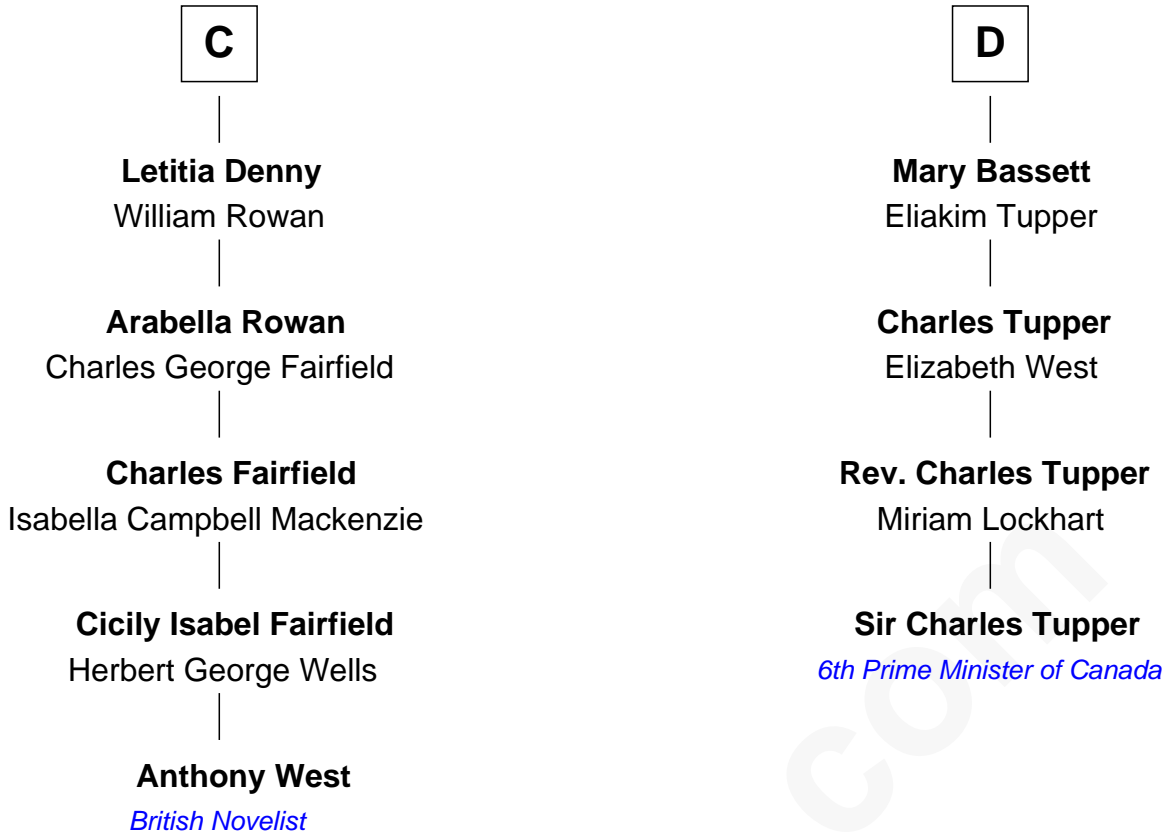 C
Letitia Denny
William Rowan
Arabella Rowan
Charles George Fairfield
Charles Fairfield
Isabella Campbell Mackenzie
Cicily Isabel Fairfield
Herbert George Wells
Anthony West
British Novelist
D
Mary Bassett
Eliakim Tupper
Charles Tupper
Elizabeth West
Rev. Charles Tupper
Miriam Lockhart
Sir Charles Tupper
6th Prime Minister of Canada
com